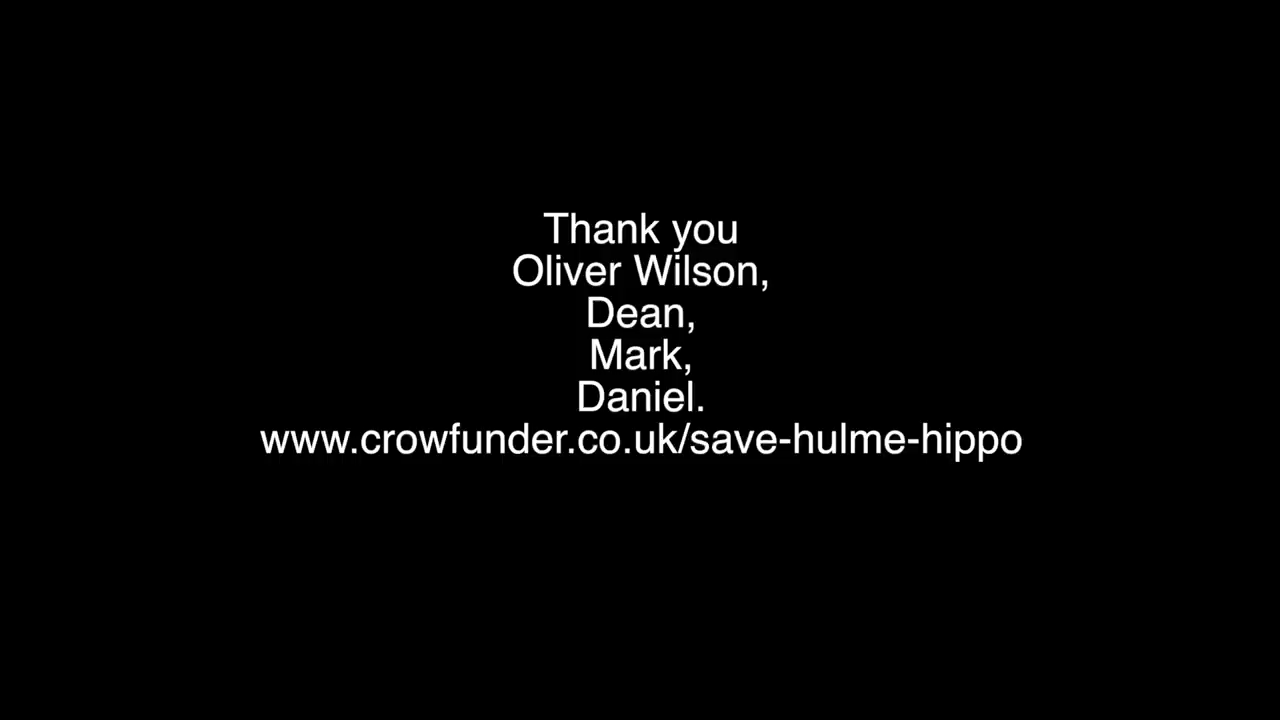 Thank you
Oliver Wilson,
Dean,
Mark,
Daniel.
www.crowfunder.co.uk/save-hulme-hippo